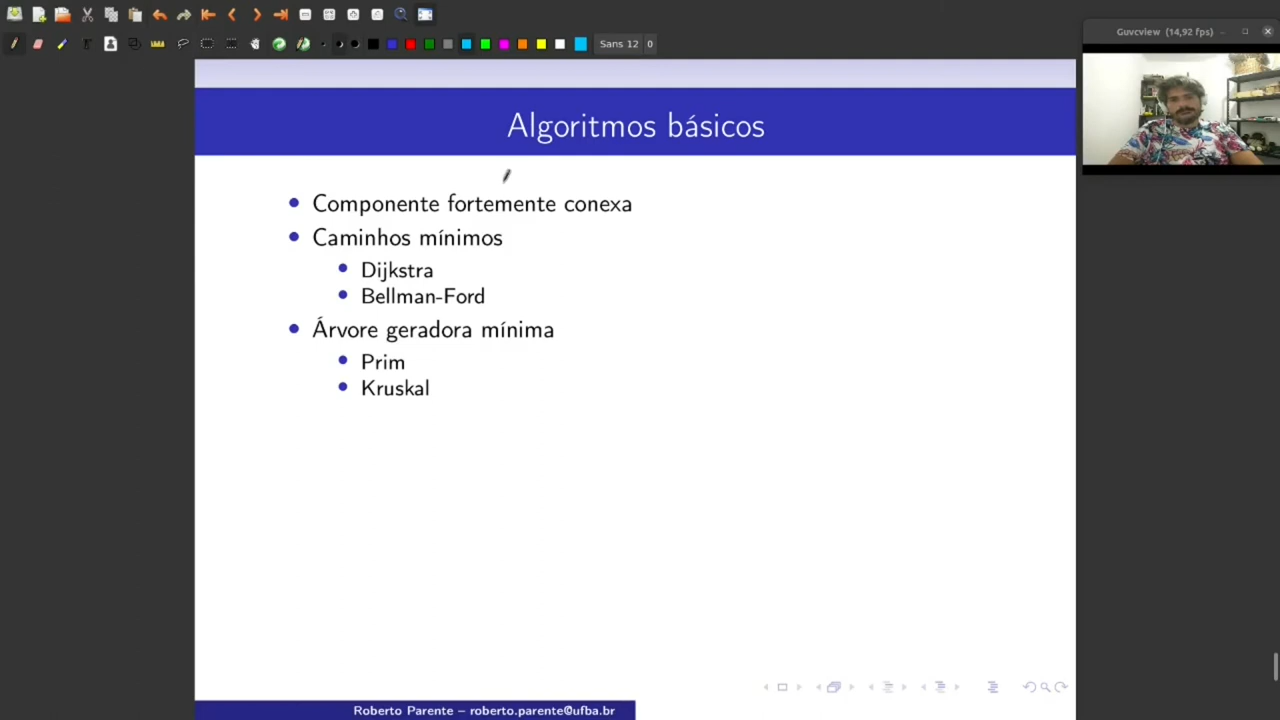 Guvcview (14,92 fps)
Sans 12
0
Algoritmos básicos
Componente fortemente conexa
Caminhos mínimos
Dijkstra
Bellman-Ford
Árvore geradora mínima
Prim
Kruskal
Roberto Parente – roberto.parente@ufba.br